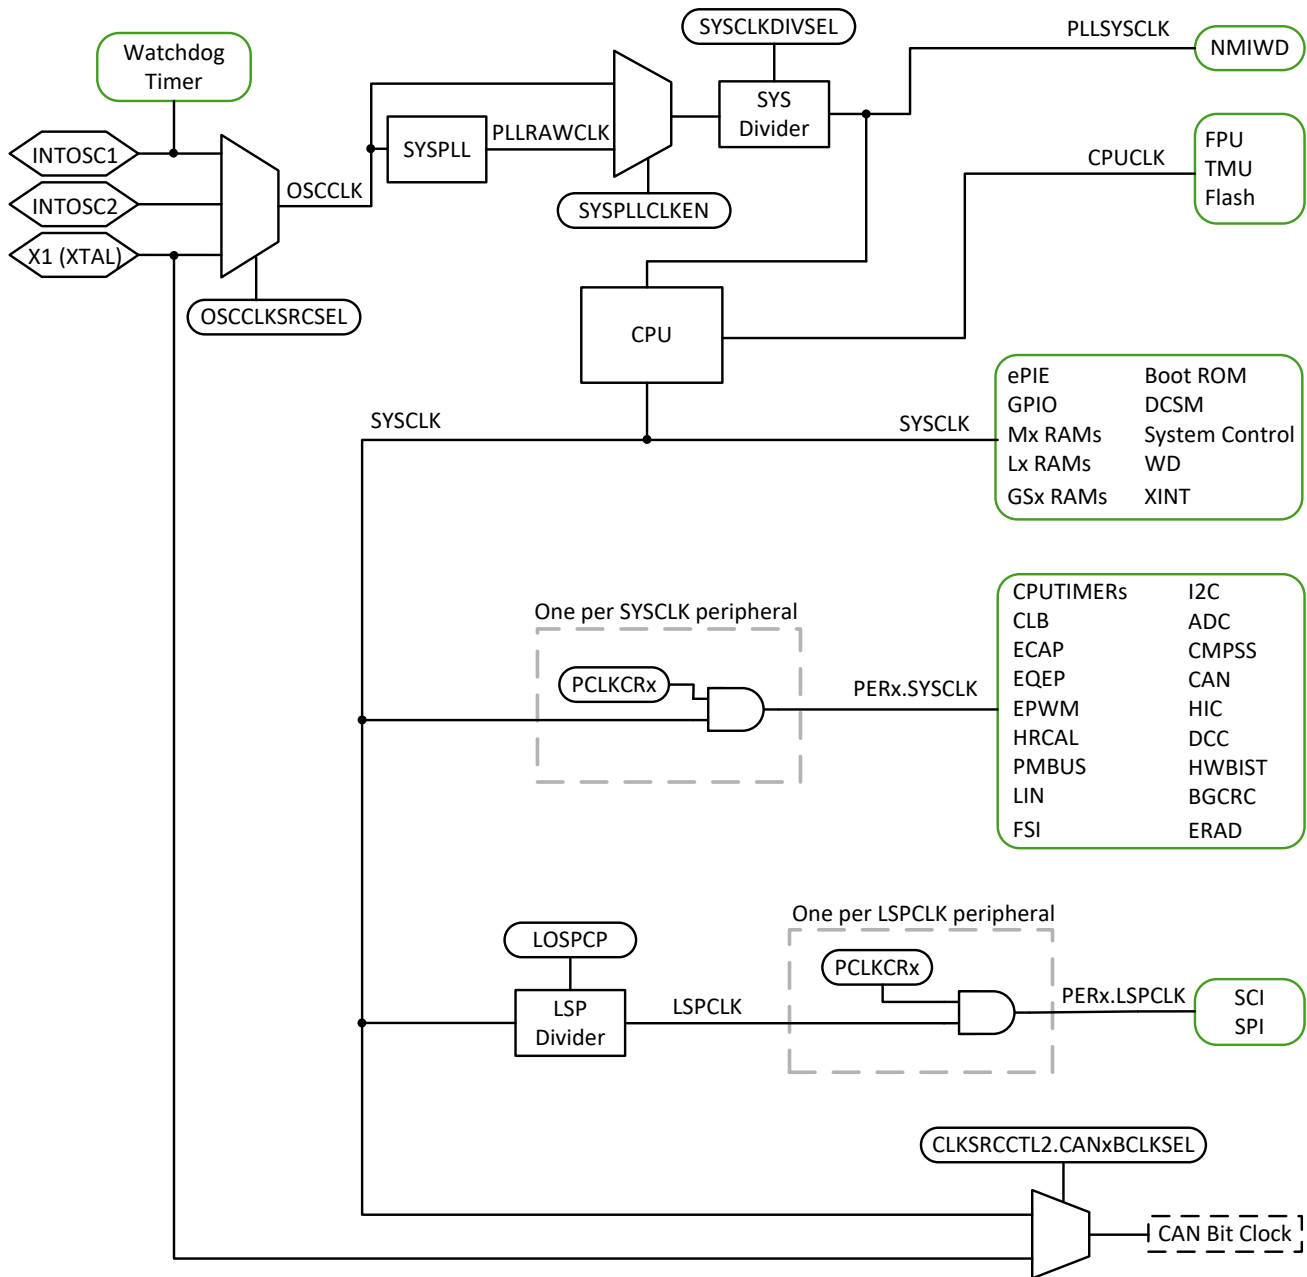 SYSCLKDIVSEL
PLLSYSCLK
NMIWD
Watchdog
Timer
SYS
Divider
INTOSC1
INTOSC2
X1 (XTAL)
OSCCLK
SYSPLL
PLLRAWCLK
SYSPLLCLKEN
CPUCLK
FPU
TMU
Flash
OSCCLKSRCSEL
CPU
SYSCLK
SYSCLK
ePIE
GPIO
Mx RAMs
Lx RAMs
GSx RAMs
Boot ROM
DCSM
System Control
WD
XINT
One per SYSCLK peripheral
PCLKCRx
PERx.SYSCLK
CPUTIMERs
CLB
ECAP
EQEP
EPWM
HRCAL
PMBUS
LIN
FSI
I2C
ADC
CMPSS
CAN
HIC
DCC
HWBIST
BGCRC
ERAD
One per LSPCLK peripheral
LOSPCP
LSP
Divider
LSPCLK
PCLKCRx
PERx.LSPCLK
SCI
SPI
CLKSRCCTL2.CANxBCLKSEL
CAN Bit Clock